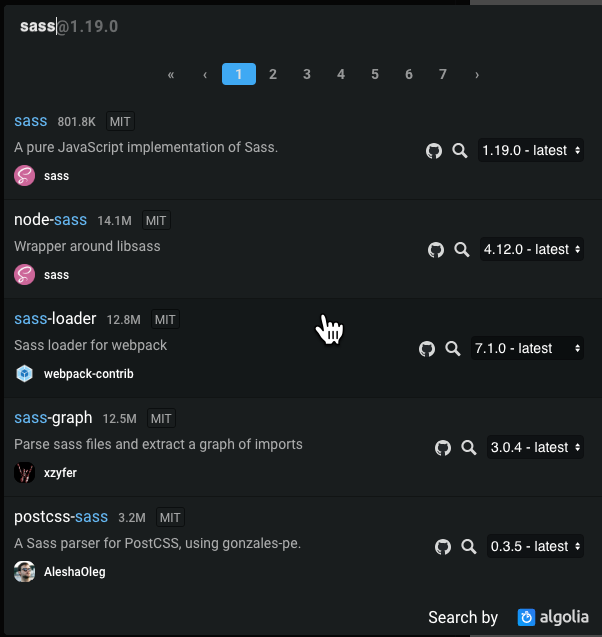 sass@1.19.0
« ‹ 1 2 3 4 5 6 7 ›
sass 801.8K MIT
A pure JavaScript implementation of Sass.
1.19.0 - latest
sass
node-sass 14.1M MIT
Wrapper around libsass
4.12.0 - latest
sass
sass-loader 12.8M MIT
Sass loader for webpack
7.1.0 - latest
webpack-contrib
sass-graph 12.5M MIT
Parse sass files and extract a graph of imports
3.0.4 - latest
xzyfer
postcss-sass 3.2M MIT
A Sass parser for PostCSS, using gonzales-pe.
0.3.5 - latest
AleshaOleg
Search by algolia